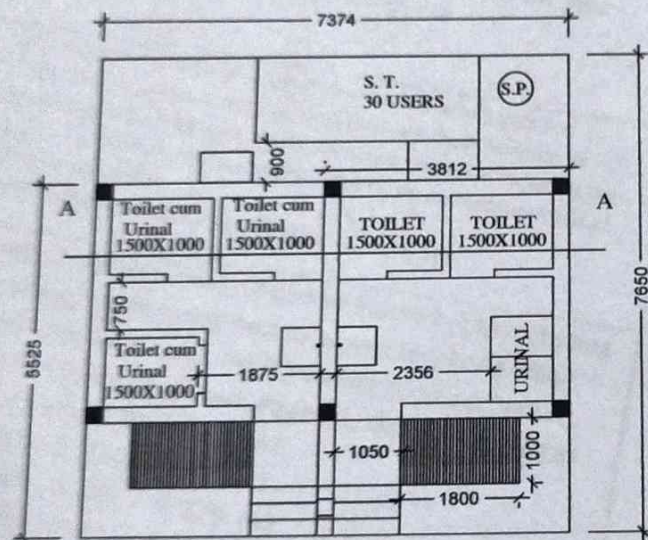 7374
S. T.
30 USERS
S.P.
900
3812
A
A
Toilet cum
Urinal
1500X1000
Toilet cum
Urinal
1500X1000
TOILET
1500X1000
TOILET
1500X1000
750
5525
7650
Toilet cum
Urinal
1500X1000
1875
2356
URINAL
1050
1000
1800